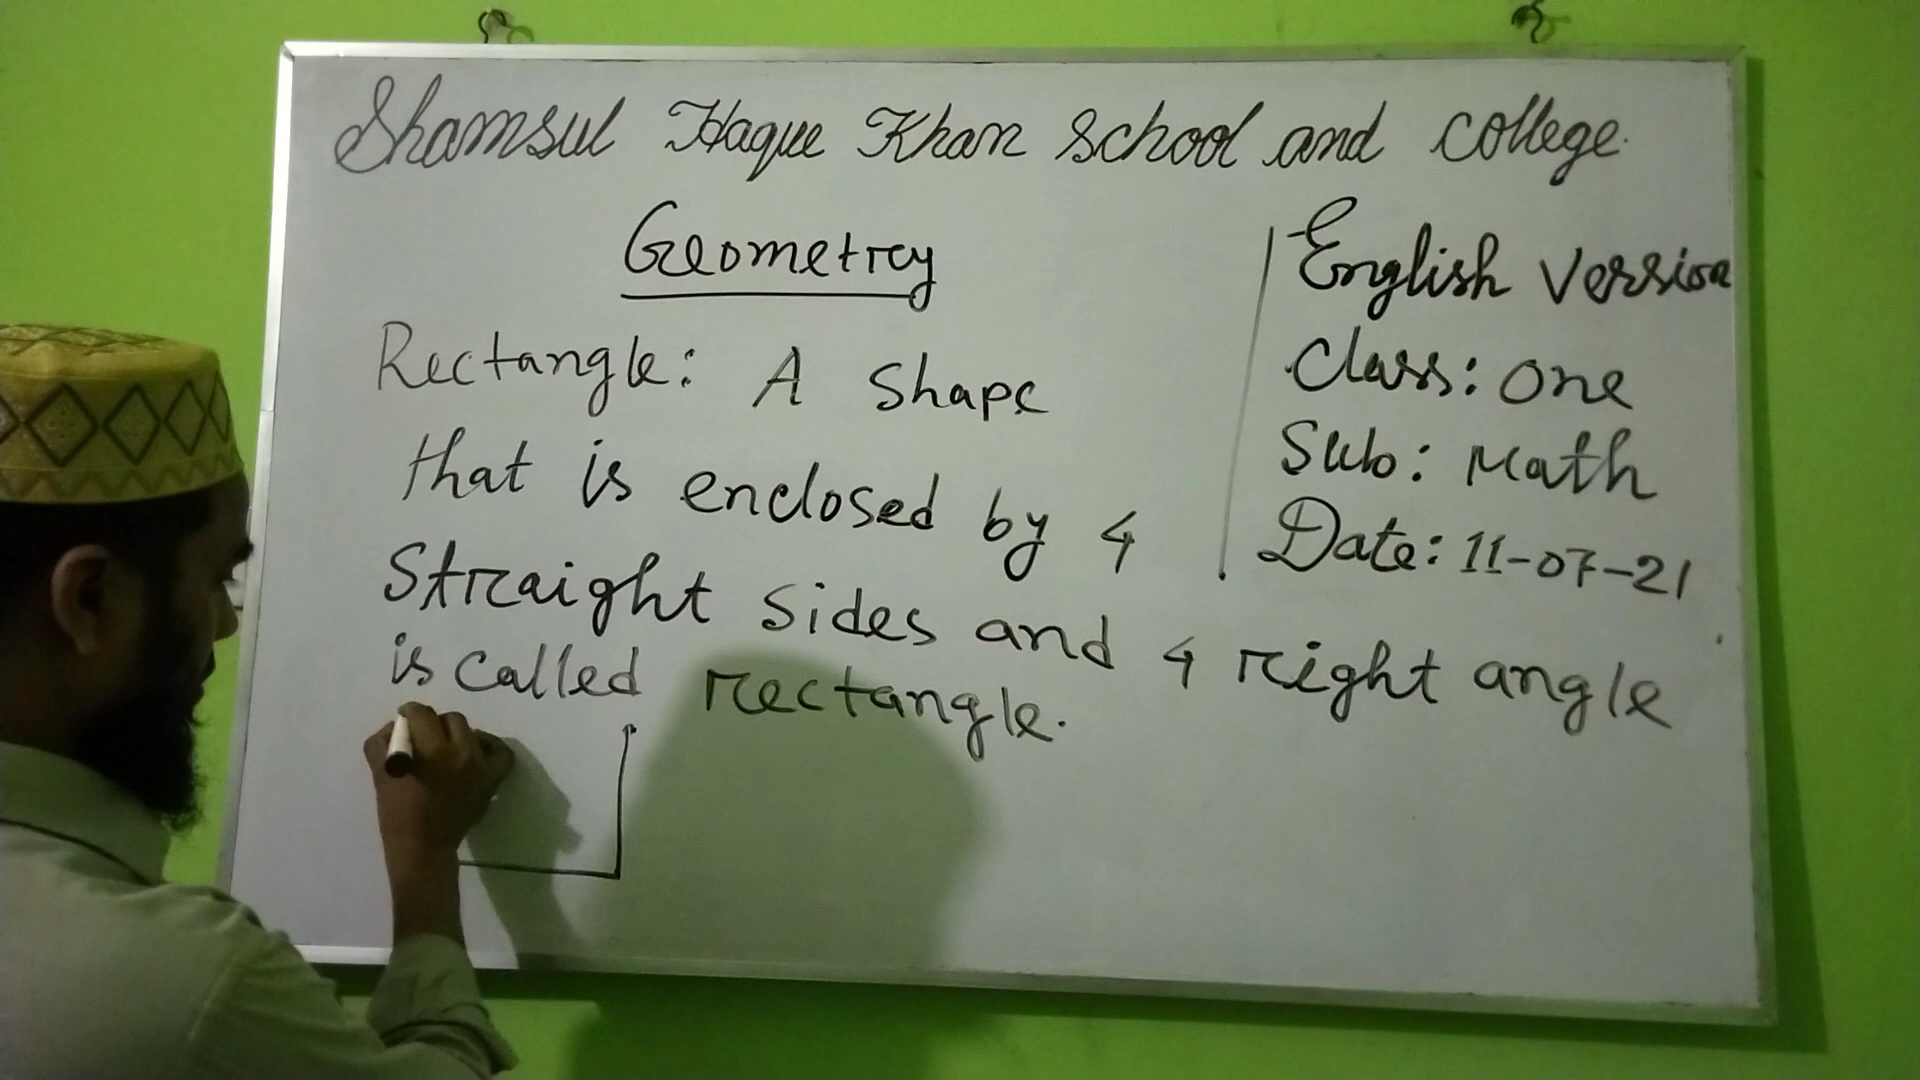 Shamsul Haque Khan School and college.
Geometry
Rectangle: A Shape
that is enclosed by 4
Straight Sides and 4 right angle
is called rectangle.
English Version
Class: One
Sub: Math
Date: 11-07-21